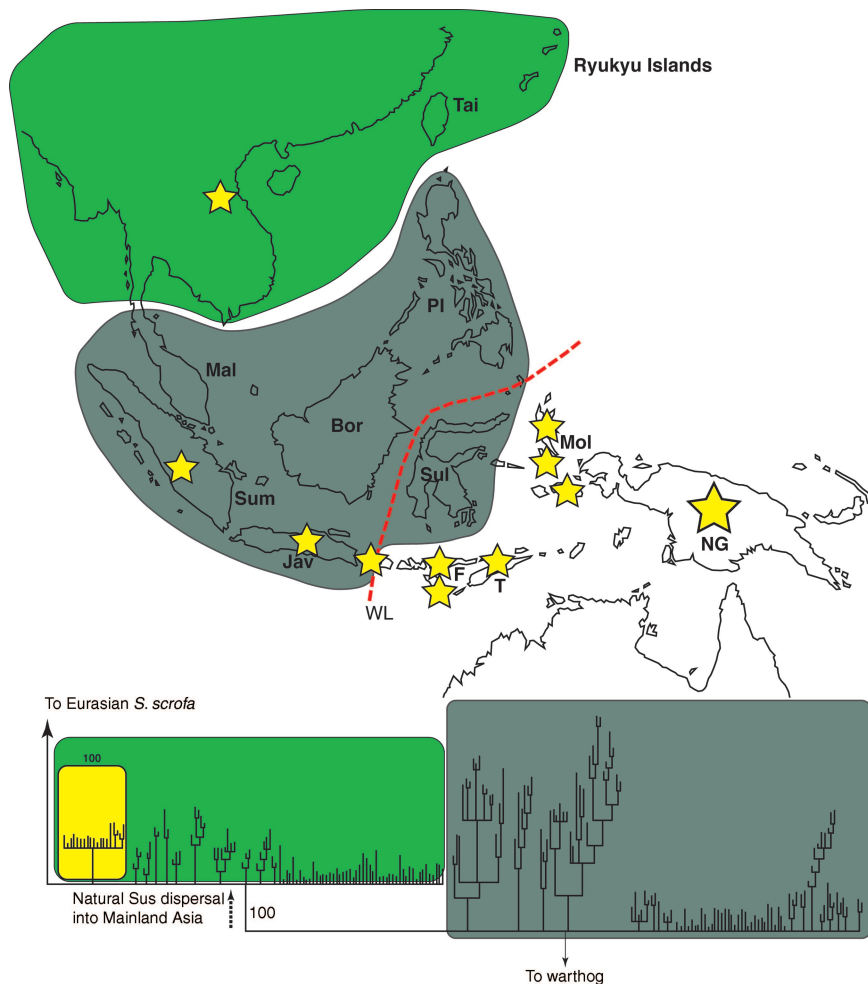 Ryukyu Islands
Tai
PI
Mal
Bor
Mol
Sul
Sum
NG
Jav
F
T
WL
To Eurasian S. scrofa
100
Natural Sus dispersal
into Mainland Asia
100
To warthog